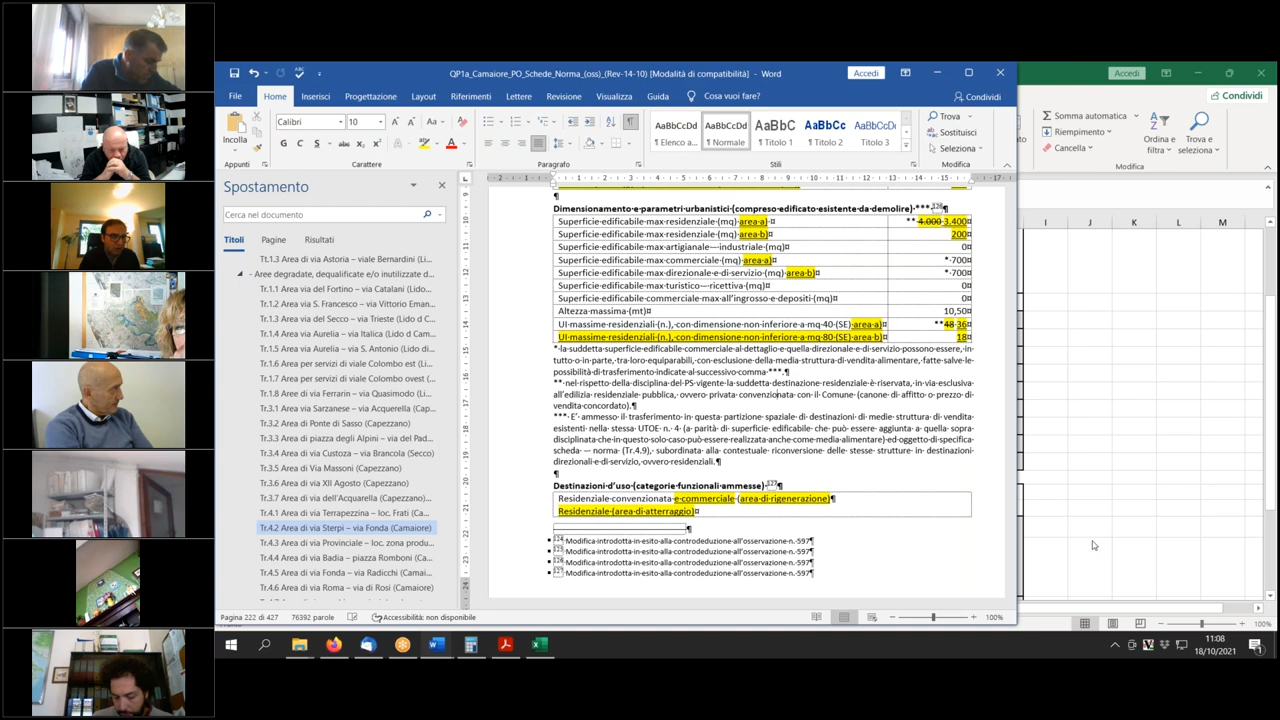 QP1a_Camaiore_PO_Schede_Norma_(oss)_(Rev-14-10) [Modalità di compatibilità] - Word
Accedi
Accedi
File Home Inserisci Progettazione Layout Riferimenti Lettere Revisione Visualizza Guida Cosa vuoi fare? Condividi
Condividi
Incolla
Calibri 10
G C S
AaBbCcDd AaBbCcDd AaBbC AaBbCc AaBbCcD
¶ Elenco a... ¶ Normale ¶ Titolo 1 ¶ Titolo 2 ¶ Titolo 3
Trova
Sostituisci
Seleziona
Appunti Carattere Paragrafo Stili Modifica
Somma automatica
Riempimento
Cancella
Ordina e filtra
Trova e seleziona
Modifica
I J K L M
Spostamento
Cerca nel documento
Titoli Pagine Risultati
Tt.1.3 Area di via Astoria – viale Bernardini (...
- Aree degradate, dequalificate e/o inutilizzate d...
Tr.1.1 Area via del Fortino – via Catalani (Lido...
Tr.1.2 Area via S. Francesco – via Vittorio Eman...
Tr.1.3 Area via del Secco – via Trieste (Lido d...
Tr.1.4 Area via Aurelia – via Italica (Lido d C...
Tr.1.5 Area via Aurelia – via S. Antonio (Lido d...
Tr.1.6 Area per servizi di viale Colombo est (...
Tr.1.7 Area per servizi di viale Colombo ovest (...
Tr.1.8 Area via Ferrarin – via Quasimodo (Li...
Tr.3.1 Area via Sarzanese – via Acquerella (Cap...
Tr.3.2 Area di Ponte di Sasso (Capezzano)
Tr.3.3 Area di piazza degli Alpini – via del Pad...
Tr.3.4 Area via Custoza – via Brancola (Secco)
Tr.3.5 Area di Via Massoni (Capezzano)
Tr.3.6 Area di via XII Agosto (Capezzano)
Tr.3.7 Area di via dell'Acquarella (Capezzano)
Tr.4.1 Area di via Terrapezzina – loc. Frati (Ca...
Tr.4.2 Area di via Sterpi – via Fonda (Camaiore)
Tr.4.3 Area di via Provinciale – loc. zona produ...
Tr.4.4 Area di via Badia – piazza Romboni (Ca...
Tr.4.5 Area di via Fonda – via Radicchi (Camai...
Tr.4.6 Area di via Roma – via di Rosi (Camaiore)
Dimensionamento e parametri urbanistici (compreso edificato esistente da demolire) *** 126 ¶
Superficie edificabile max residenziale (mq) area a) ** 4.000 3.400
Superficie edificabile max residenziale (mq) area b) 200
Superficie edificabile max artigianale – industriale (mq) 0
Superficie edificabile max commerciale (mq) area a) * 700
Superficie edificabile max direzionale e di servizio (mq) area b) * 700
Superficie edificabile max turistico – ricettiva (mq) 0
Superficie edificabile commerciale max all'ingrosso e depositi (mq) 0
Altezza massima (mt) 10,50
UI massime residenziali (n.), con dimensione non inferiore a mq 40 (SE) area a) ** 48 36
UI massime residenziali (n.), con dimensione non inferiore a mq 80 (SE) area b) 18
* la suddetta superficie edificabile commerciale al dettaglio e quella direzionale e di servizio possono essere, in
tutto o in parte, tra loro equiparabili, con esclusione della media struttura di vendita alimentare, fatte salve le
possibilità di trasferimento indicate al successivo comma ***. ¶
** nel rispetto della disciplina del PS vigente la suddetta destinazione residenziale è riservata, in via esclusiva
all'edilizia residenziale pubblica, ovvero privata convenzionata con il Comune (canone di affitto o prezzo di
vendita concordato). ¶
*** E' ammesso il trasferimento in questa partizione spaziale di destinazioni di medie struttura di vendita
esistenti nella stessa UTOE n. 4 (a parità di superficie edificabile che può essere aggiunta a quella sopra
disciplinata che in questo solo caso può essere realizzata anche come media alimentare) ed oggetto di specifica
scheda – norma (Tr.4.9), subordinata alla contestuale riconversione delle stesse strutture in destinazioni
direzionali e di servizio, ovvero residenziali. ¶
Destinazioni d'uso (categorie funzionali ammesse) 127 ¶
Residenziale convenzionata e commerciale (area di rigenerazione) ¶
Residenziale (area di atterraggio)
124 Modifica introdotta in esito alla controdeduzione all'osservazione n. 597 ¶
125 Modifica introdotta in esito alla controdeduzione all'osservazione n. 597 ¶
126 Modifica introdotta in esito alla controdeduzione all'osservazione n. 597 ¶
127 Modifica introdotta in esito alla controdeduzione all'osservazione n. 597 ¶
Pagina 222 di 427 76392 parole Accessibilità: non disponibile 100%
100%
11:08
18/10/2021